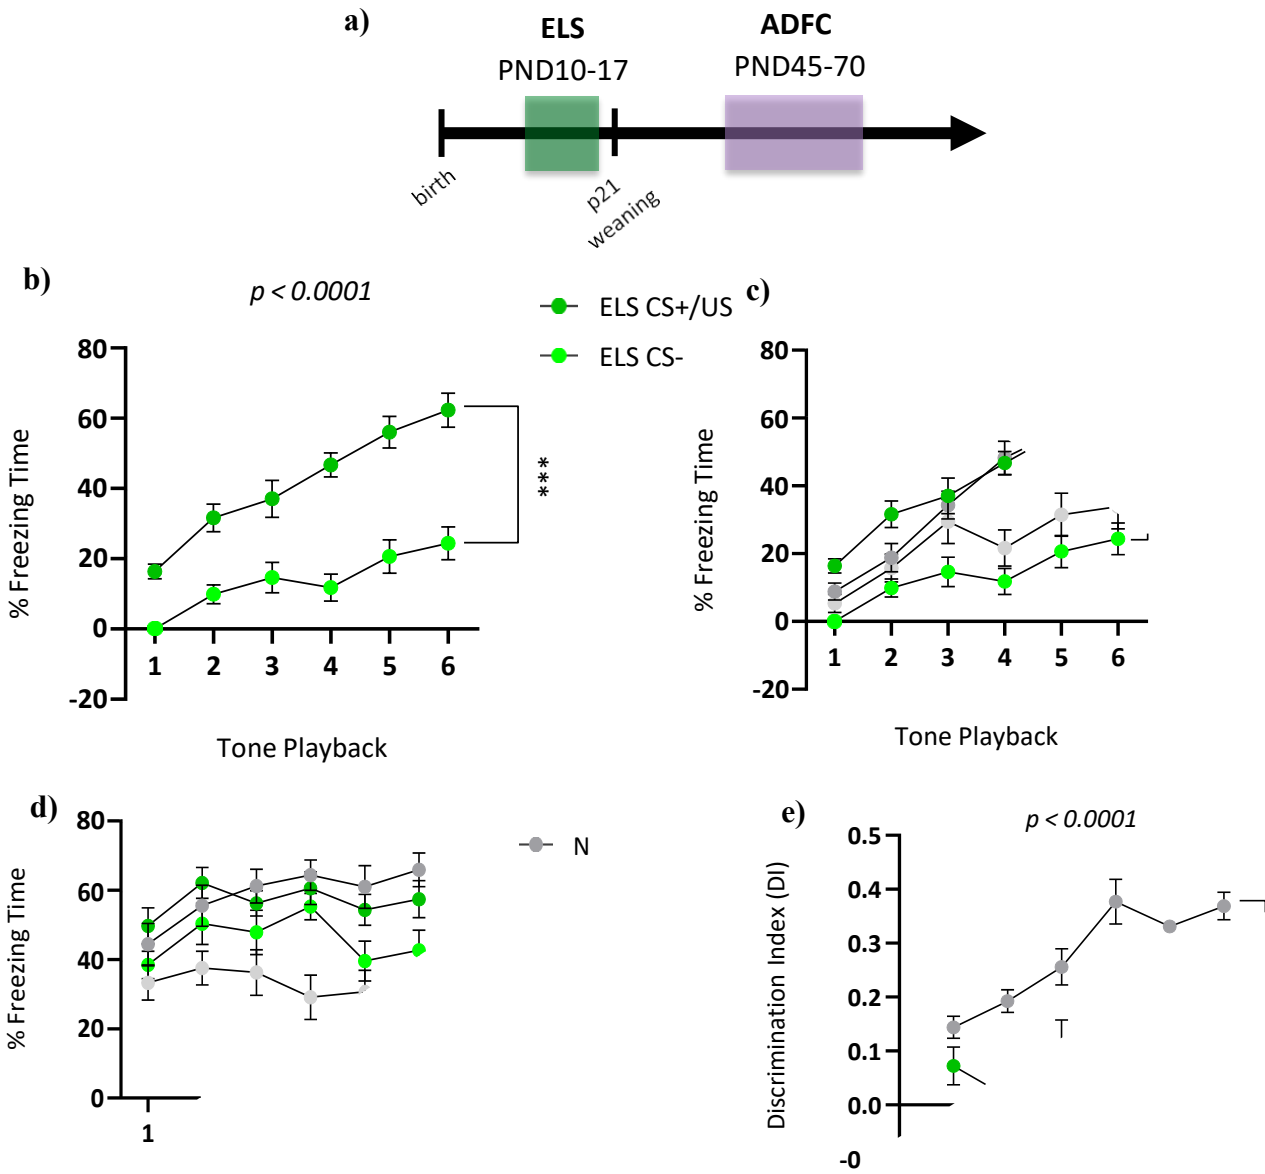 a)
ELS
ADFC
PND10-17
PND45-70
birth
p21
weaning
b)
p < 0.0001
ELS CS+/US
ELS CS-
% Freezing Time
80
60
40
20
0
-20
1 2 3 4 5 6
***
Tone Playback
c)
% Freezing Time
80
60
40
20
0
-20
1 2 3 4 5 6
Tone Playback
d)
% Freezing Time
80
60
40
20
0
1
N
e)
p < 0.0001
Discrimination Index (DI)
0.5
0.4
0.3
0.2
0.1
0.0
-0